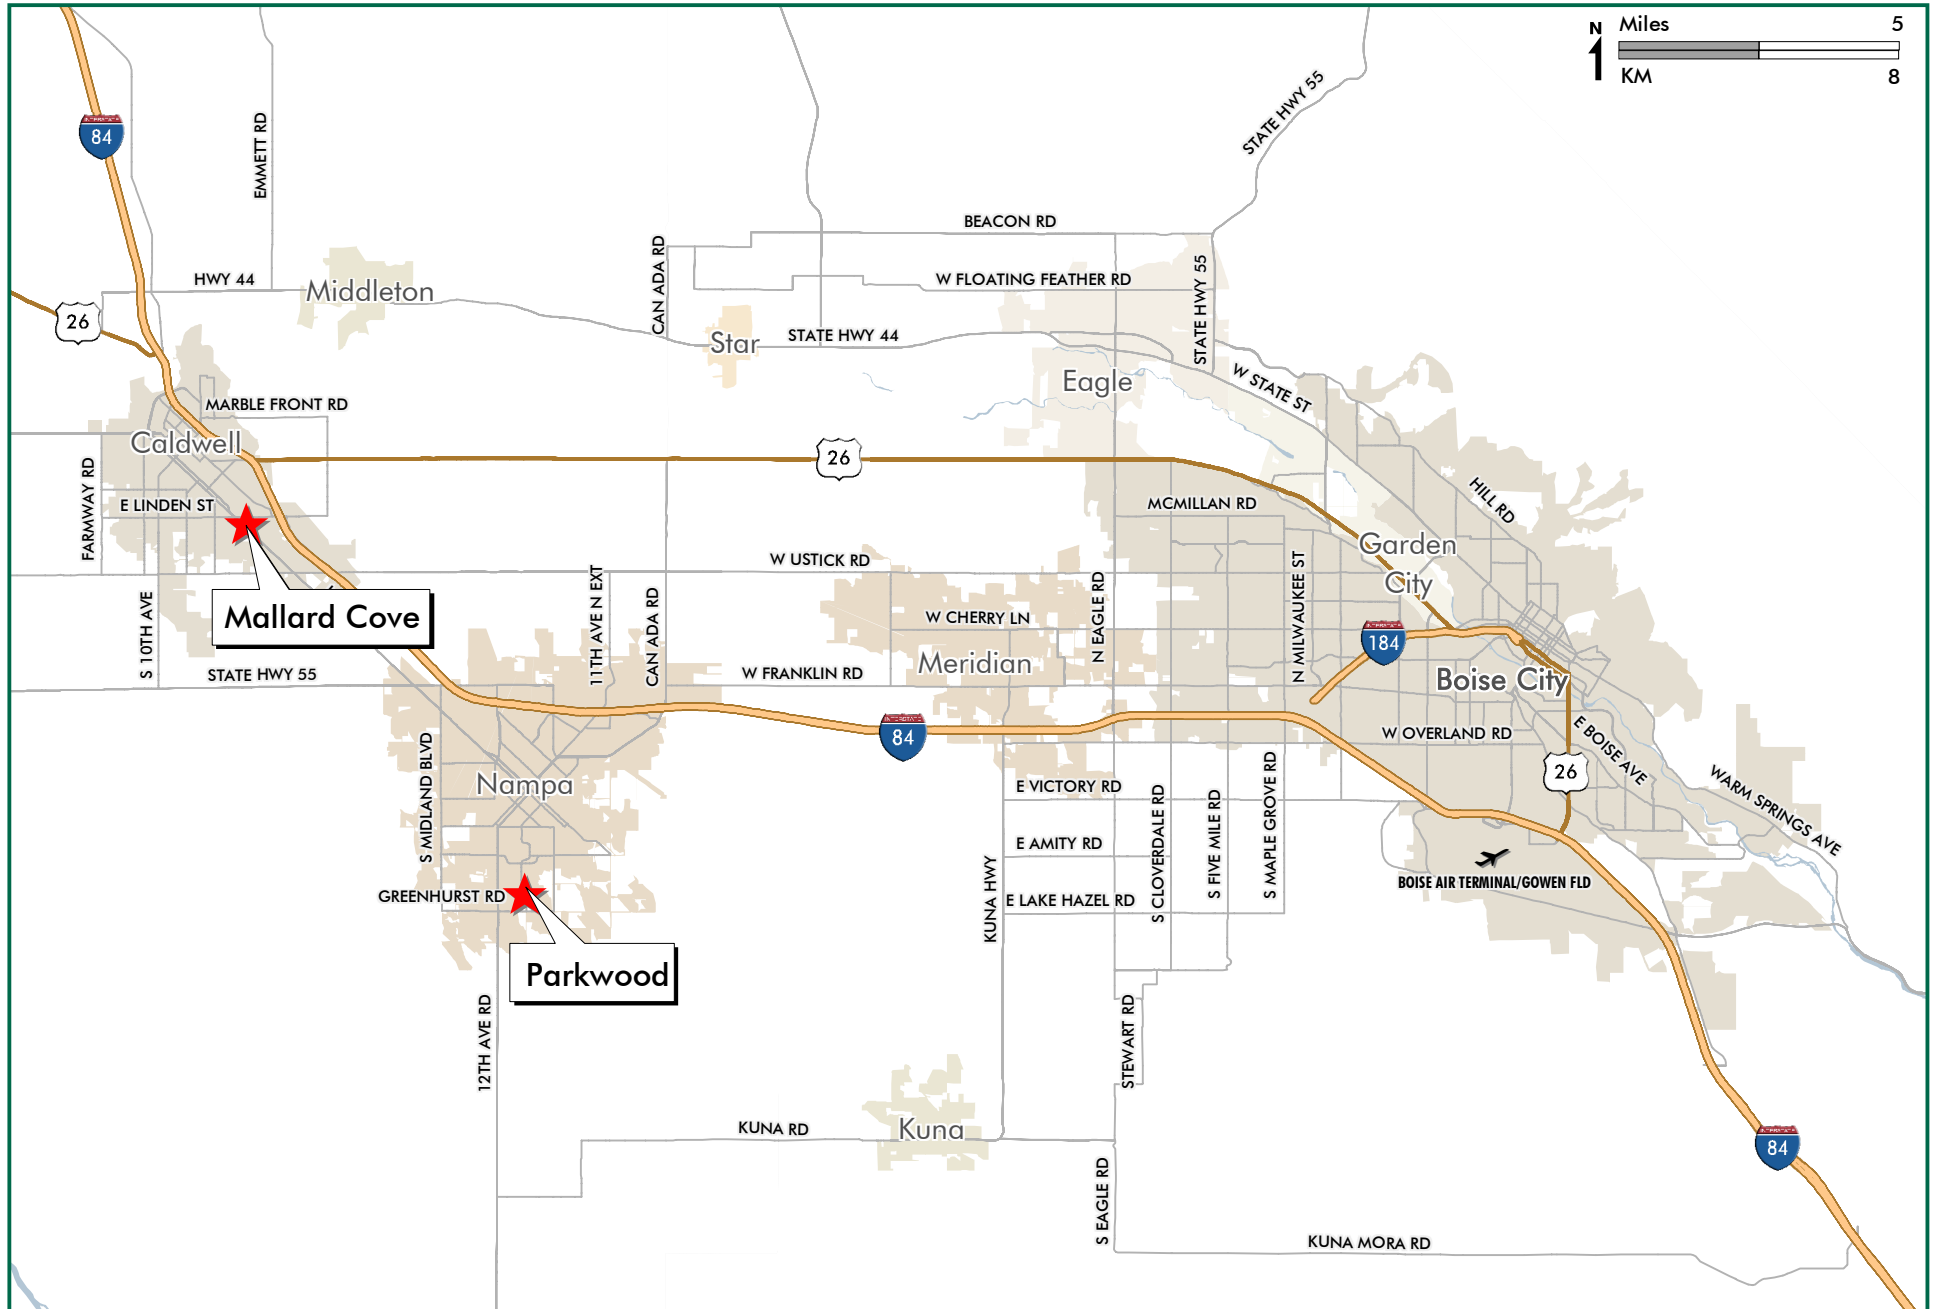 Miles 5
N
KM 8
STATE HWY 55
INTERSTATE
84
EMMETT RD
BEACON RD
CAN ADA RD
HWY 44
Middleton
W FLOATING FEATHER RD
STATE HWY 55
26
Star
STATE HWY 44
Eagle
W STATE ST
MARBLE FRONT RD
Caldwell
26
FARMWAY RD
E LINDEN ST
MCMILLAN RD
HILL RD
Garden
City
W USTICK RD
11TH AVE N EXT
CAN ADA RD
N EAGLE RD
N MILWAUKEE ST
S 10TH AVE
Mallard Cove
W CHERRY LN
INTERSTATE
184
Meridian
STATE HWY 55
W FRANKLIN RD
Boise City
INTERSTATE
84
W OVERLAND RD
E BOISE AVE
26
S MIDLAND BLVD
Nampa
E VICTORY RD
S CLOVERDALE RD
S FIVE MILE RD
S MAPLE GROVE RD
WARM SPRINGS AVE
E AMITY RD
BOISE AIR TERMINAL/GOWEN FLD
GREENHURST RD
KUNA HWY
E LAKE HAZEL RD
Parkwood
12TH AVE RD
STEWART RD
KUNA RD
Kuna
INTERSTATE
84
S EAGLE RD
KUNA MORA RD